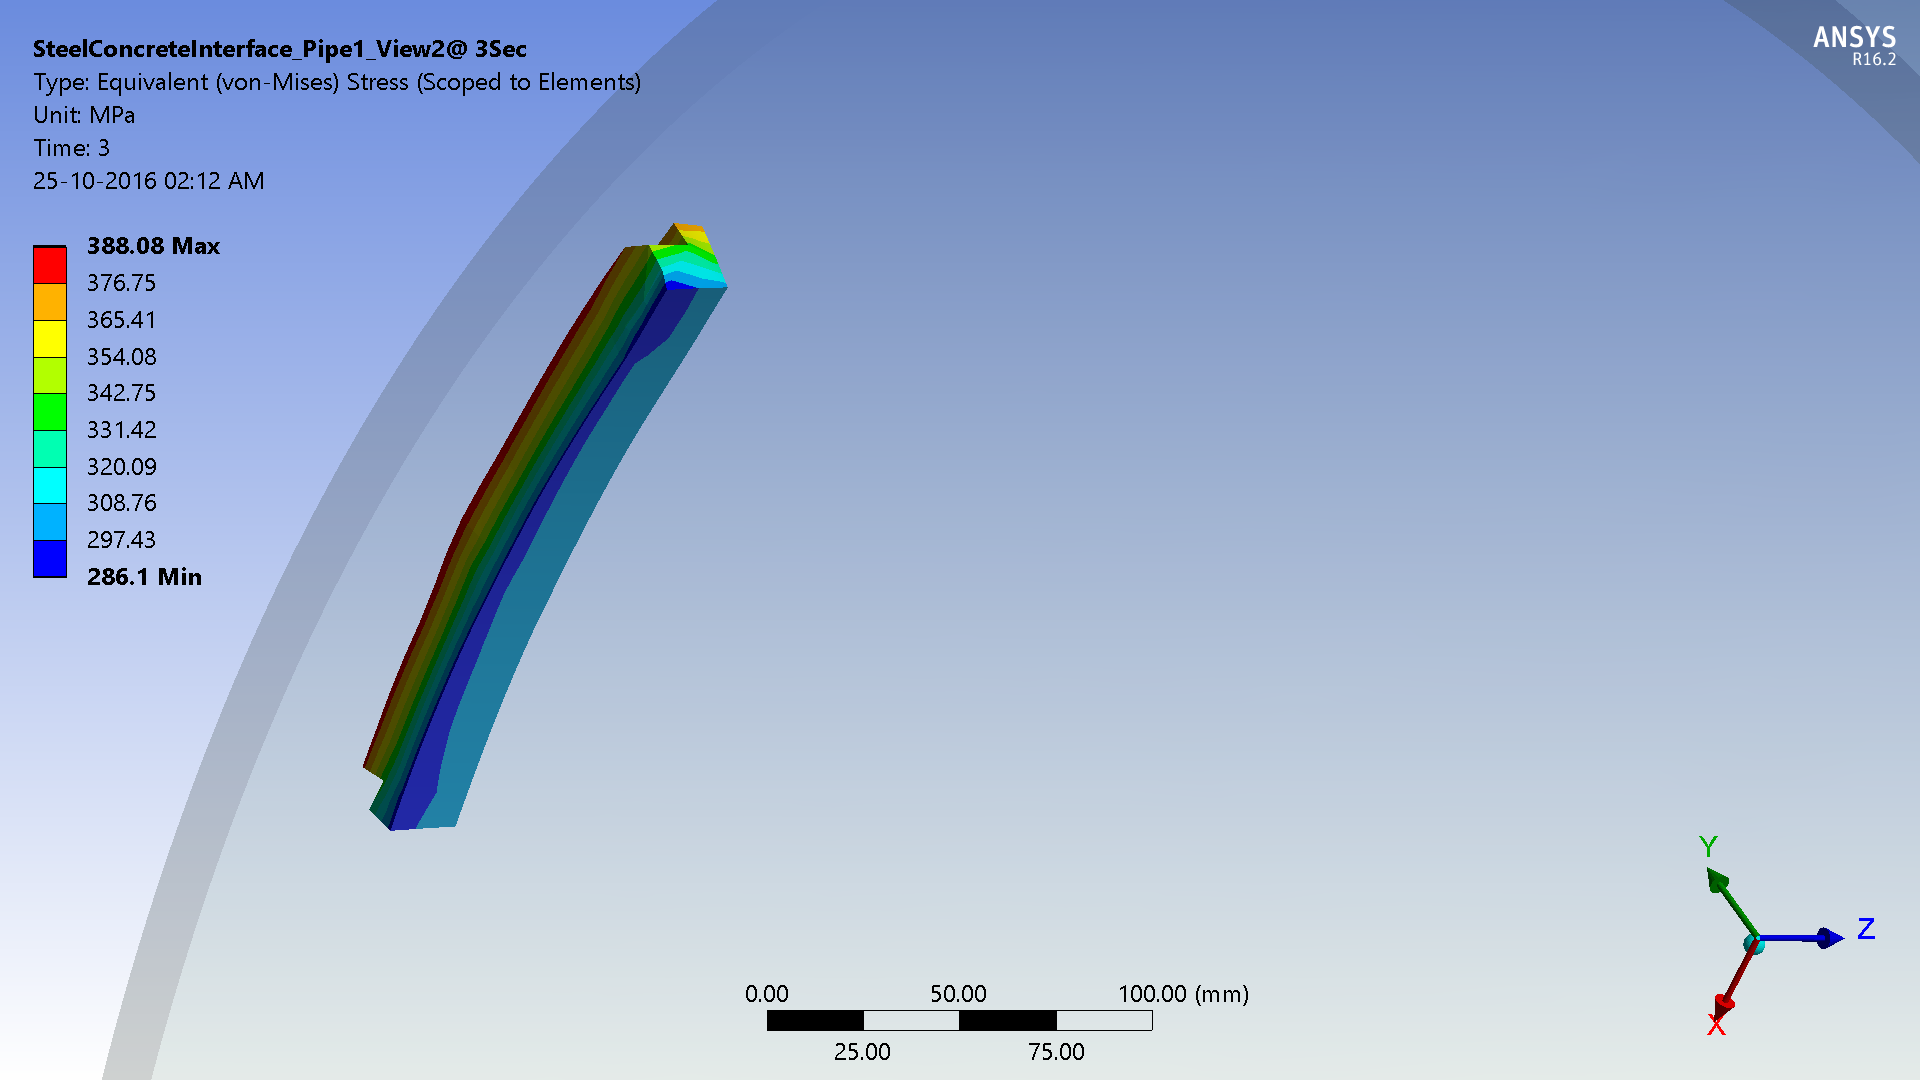 SteelConcreteInterface_Pipe1_View2@ 3Sec
Type: Equivalent (von-Mises) Stress (Scoped to Elements)
Unit: MPa
Time: 3
25-10-2016 02:12 AM
ANSYS
R16.2
388.08 Max
376.75
365.41
354.08
342.75
331.42
320.09
308.76
297.43
286.1 Min
Y
Z
X
0.00 50.00 100.00 (mm)
25.00 75.00